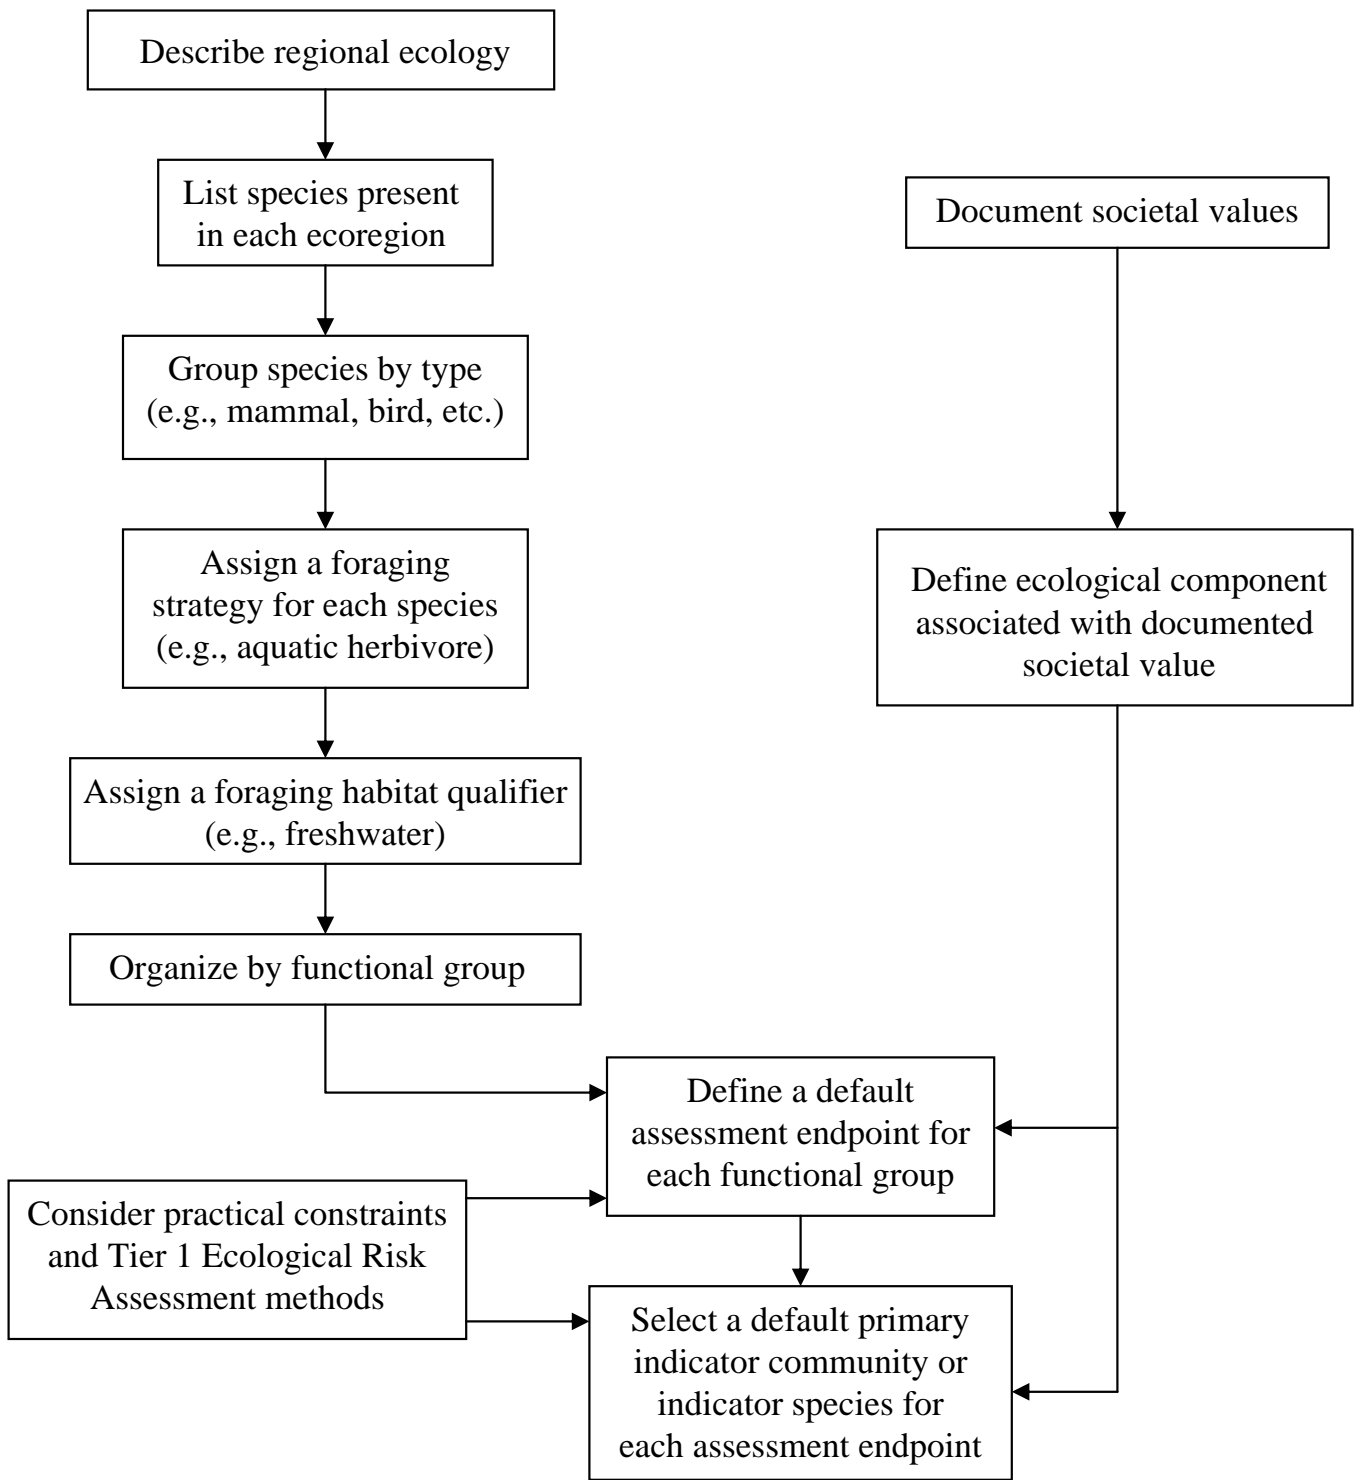 Describe regional ecology
List species present
in each ecoregion
Document societal values
Group species by type
(e.g., mammal, bird, etc.)
Assign a foraging
strategy for each species
(e.g., aquatic herbivore)
Define ecological component
associated with documented
societal value
Assign a foraging habitat qualifier
(e.g., freshwater)
Organize by functional group
Define a default
assessment endpoint for
each functional group
Consider practical constraints
and Tier 1 Ecological Risk
Assessment methods
Select a default primary
indicator community or
indicator species for
each assessment endpoint